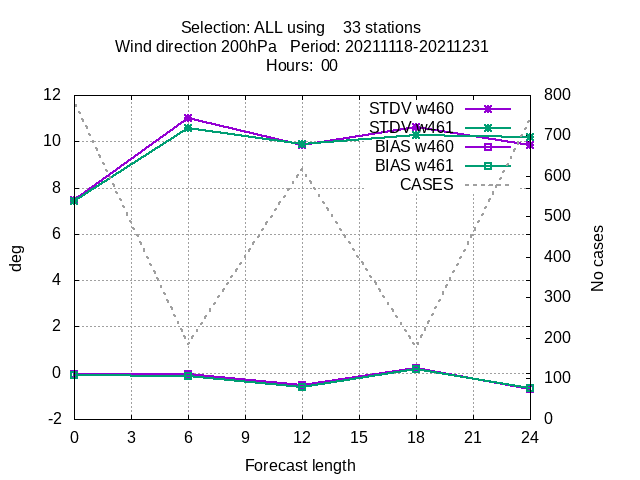 Selection: ALL using    33 stations
Wind direction 200hPa   Period: 20211118-20211231
Hours:  00
STDV w460
STDV w461
BIAS w460
BIAS w461
CASES
12
10
8
6
4
2
0
-2
deg
800
700
600
500
400
300
200
100
0
No cases
0 3 6 9 12 15 18 21 24
Forecast length